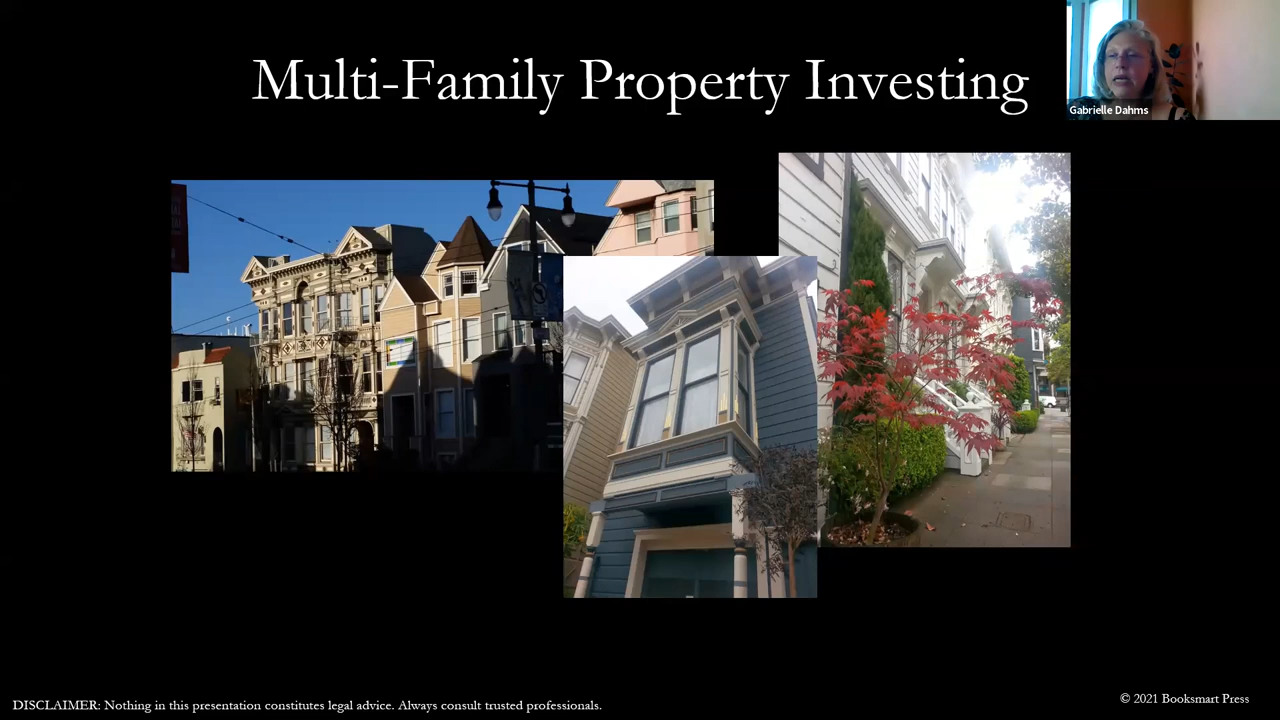 Multi-Family Property Investing
Gabrielle Dahms
DISCLAIMER: Nothing in this presentation constitutes legal advice. Always consult trusted professionals.
© 2021 Booksmart Press